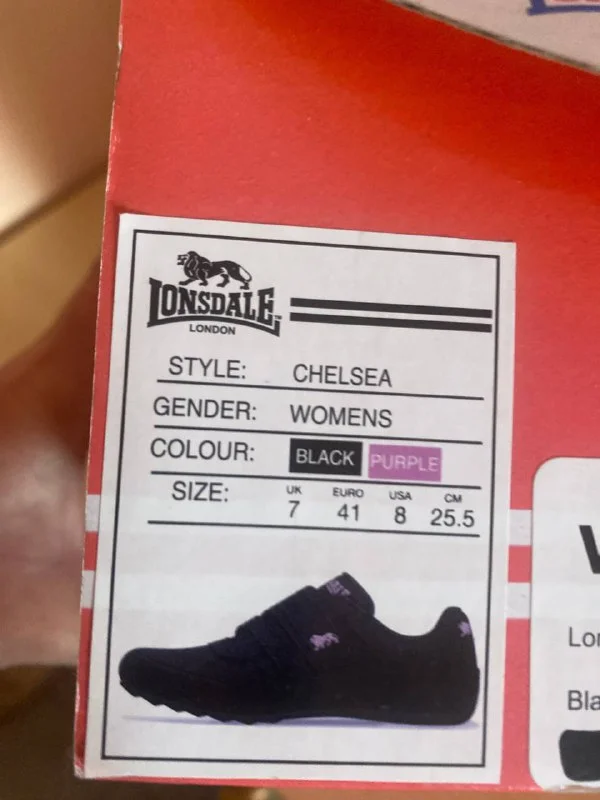 LONSDALE
LONDON
STYLE: CHELSEA
GENDER: WOMENS
COLOUR: BLACK PURPLE
SIZE: UK EURO USA CM
7 41 8 25.5